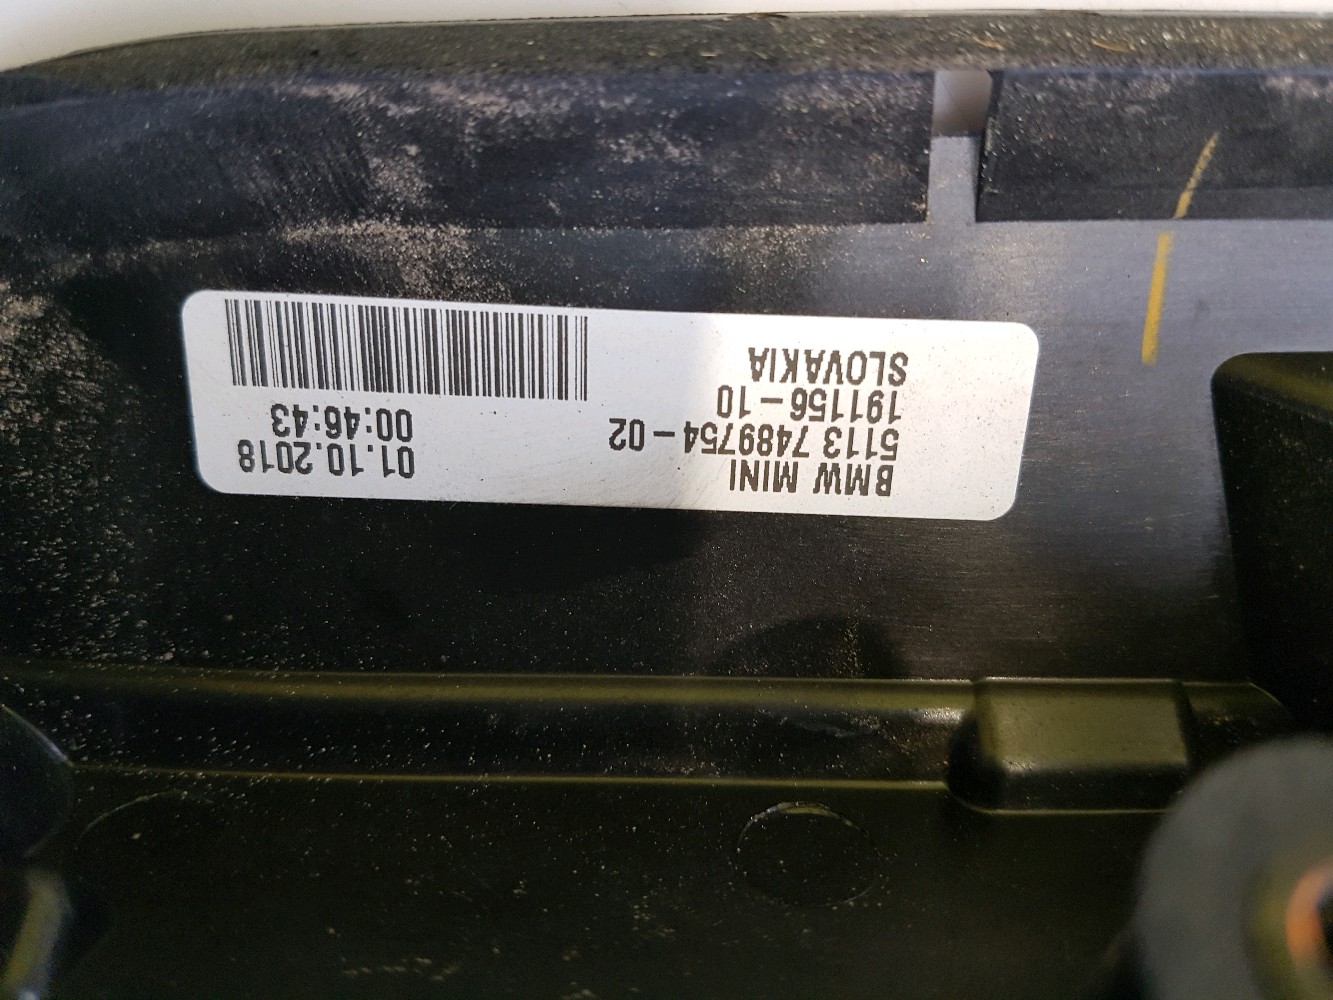 BMW MINI
5113 7489754-02
191156-10
SLOVAKIA
01.10.2018
00:46:43